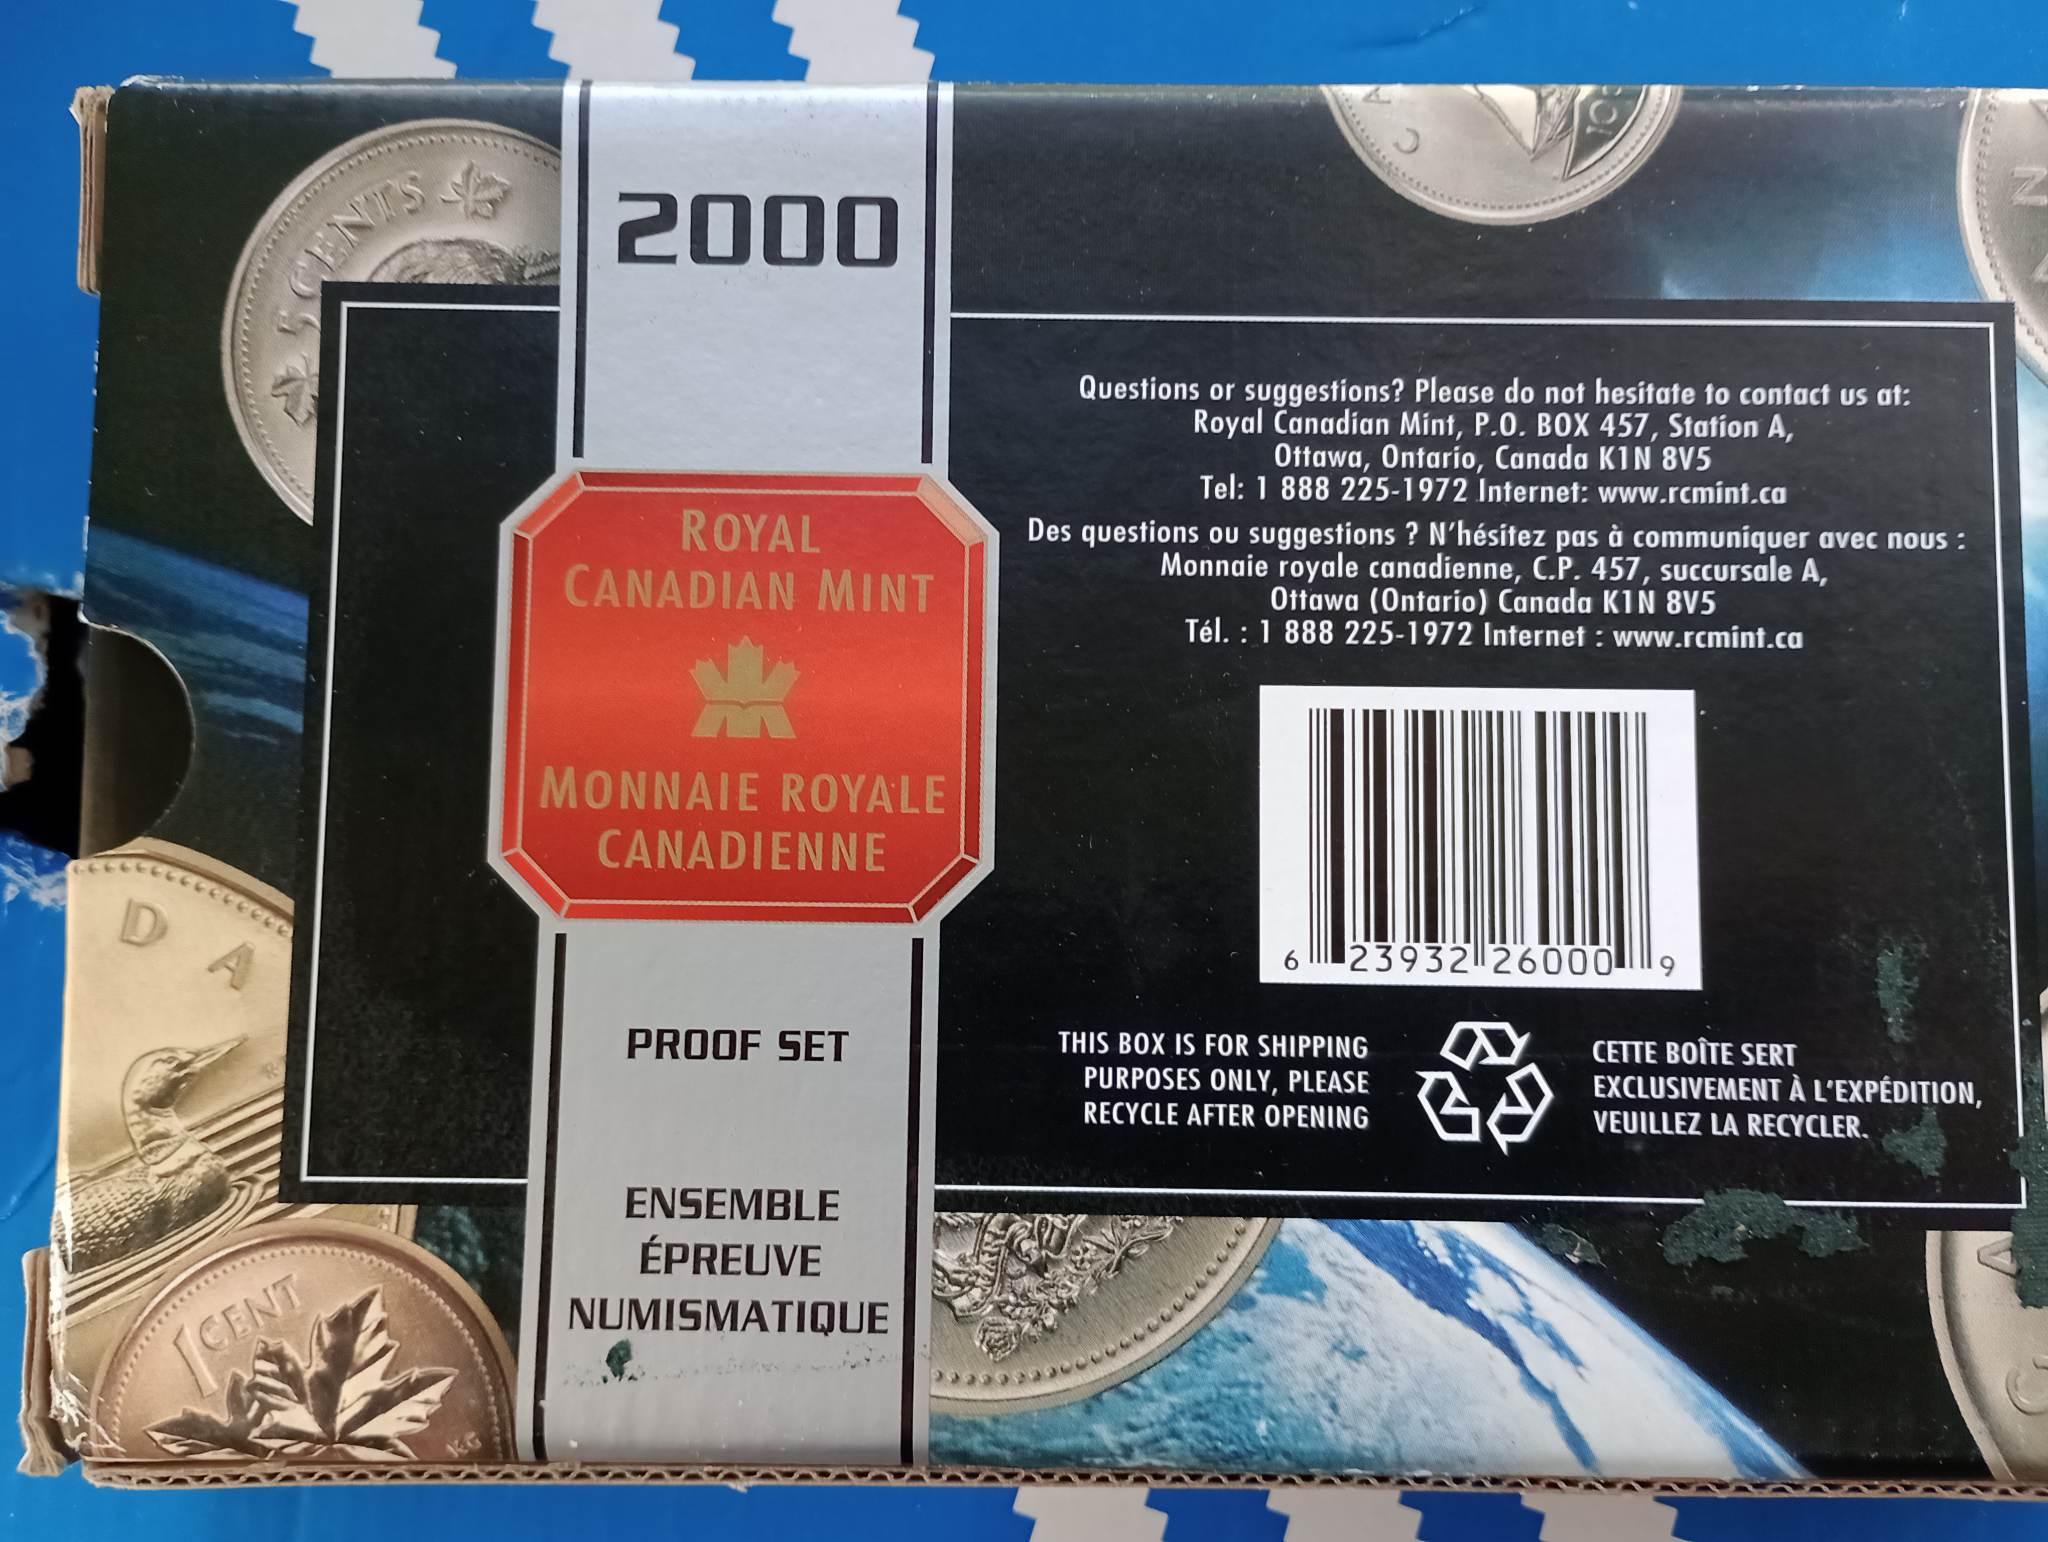 5 CENTS
2000
ROYAL
CANADIAN MINT
MONNAIE ROYALE
CANADIENNE
PROOF SET
ENSEMBLE
ÉPREUVE
NUMISMATIQUE
Questions or suggestions? Please do not hesitate to contact us at:
Royal Canadian Mint, P.O. BOX 457, Station A,
Ottawa, Ontario, Canada K1N 8V5
Tel: 1 888 225-1972 Internet: www.rcmint.ca
Des questions ou suggestions ? N'hésitez pas à communiquer avec nous :
Monnaie royale canadienne, C.P. 457, succursale A,
Ottawa (Ontario) Canada K1N 8V5
Tél. : 1 888 225-1972 Internet : www.rcmint.ca
6 23932 26000 9
THIS BOX IS FOR SHIPPING
PURPOSES ONLY, PLEASE
RECYCLE AFTER OPENING
CETTE BOÎTE SERT
EXCLUSIVEMENT À L'EXPÉDITION,
VEUILLEZ LA RECYCLER.
D A
1 CENT
KG